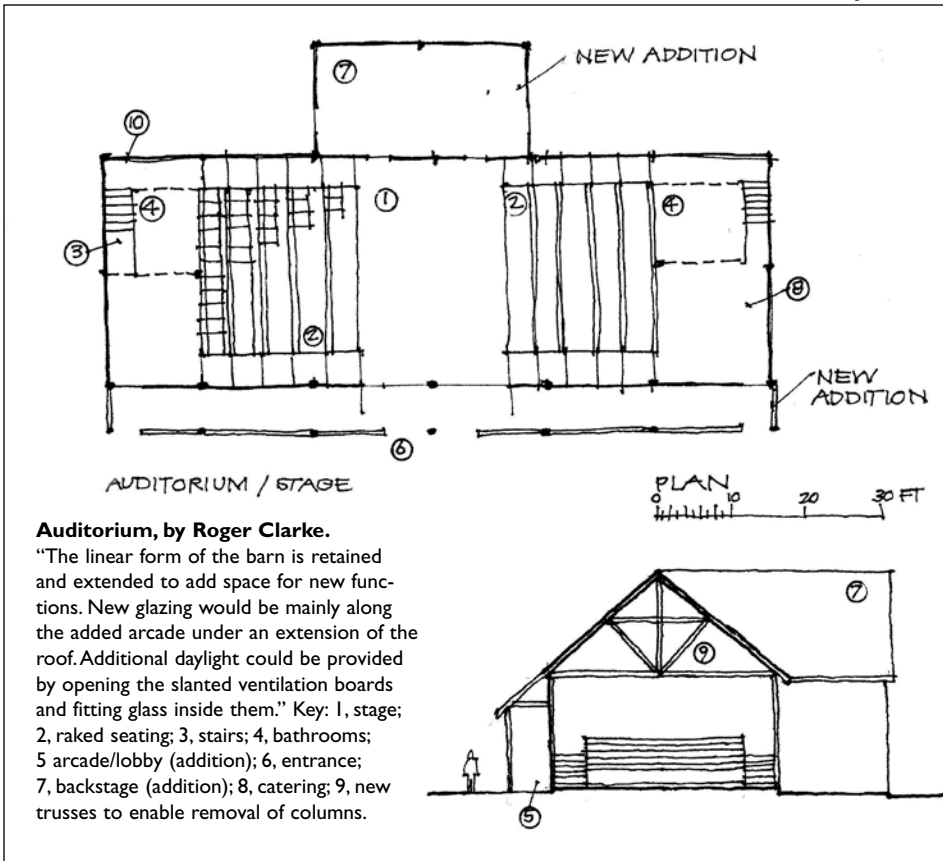 7
NEW ADDITION
10
1
2
4
4
3
8
2
NEW
ADDITION
6
AUDITORIUM / STAGE
PLAN
0 10 20 30 FT
Auditorium, by Roger Clarke.
“The linear form of the barn is retained
and extended to add space for new func-
tions. New glazing would be mainly along
the added arcade under an extension of the
roof. Additional daylight could be provided
by opening the slanted ventilation boards
and fitting glass inside them.” Key: 1, stage;
2, raked seating; 3, stairs; 4, bathrooms;
5 arcade/lobby (addition); 6, entrance;
7, backstage (addition); 8, catering; 9, new
trusses to enable removal of columns.
7
9
5